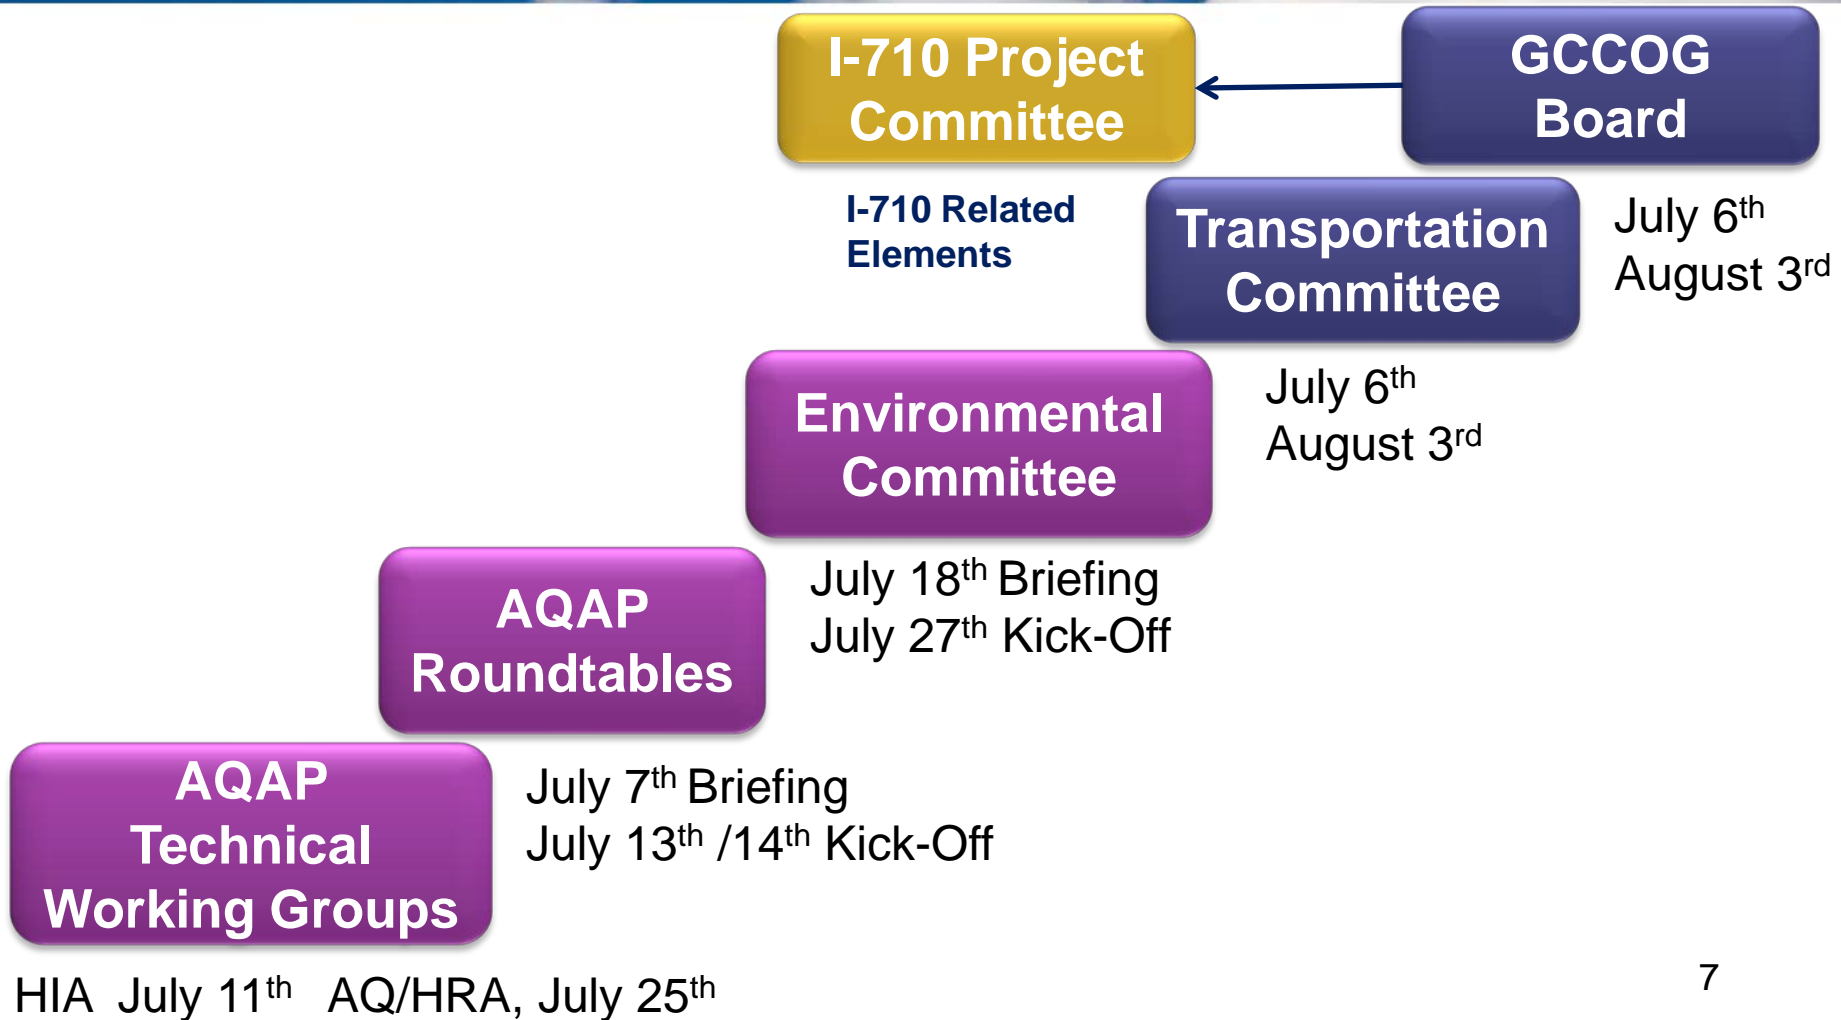 I-710 Project
Committee
GCCOG
Board
I-710 Related
Elements
Transportation
Committee
July 6th
August 3rd
Environmental
Committee
July 6th
August 3rd
AQAP
Roundtables
July 18th Briefing
July 27th Kick-Off
AQAP
Technical
Working Groups
July 7th Briefing
July 13th /14th Kick-Off
HIA  July 11th   AQ/HRA, July 25th
7